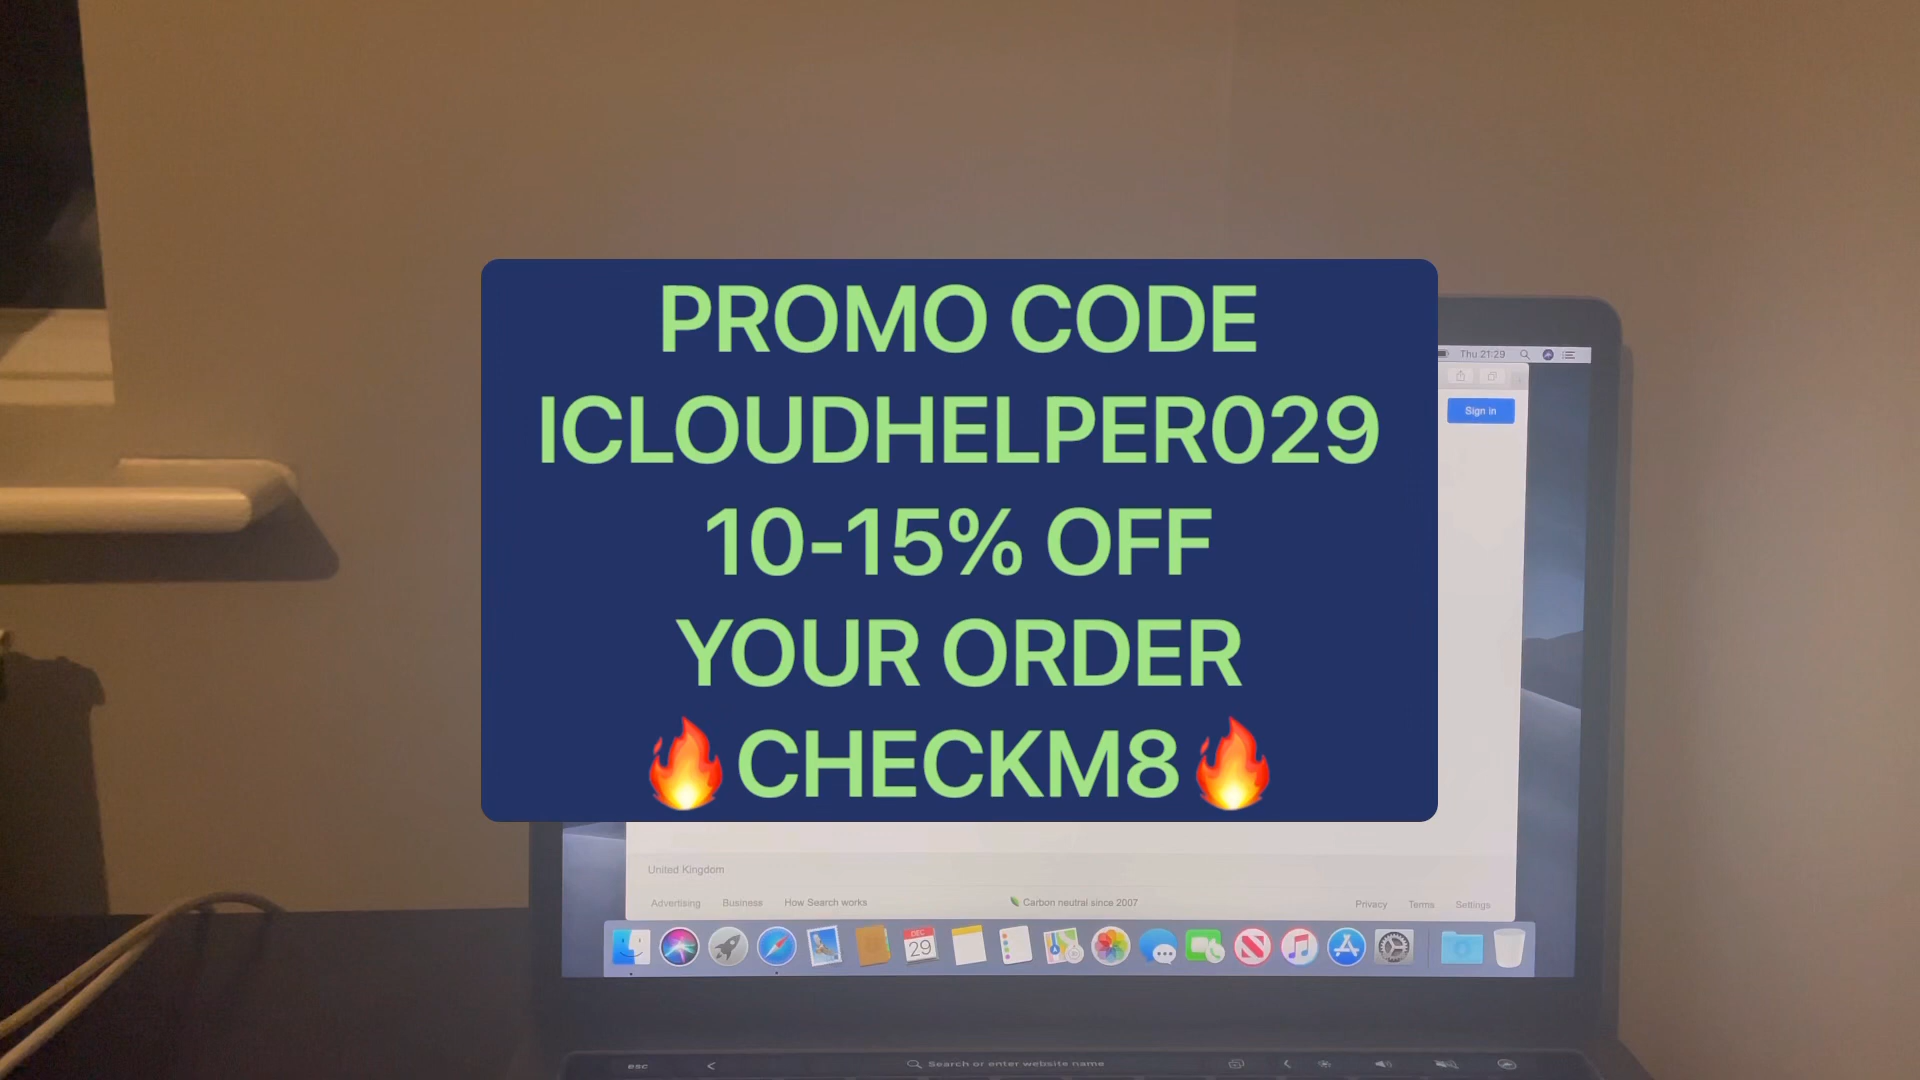 PROMO CODE
ICLOUDHELPER029
10-15% OFF
YOUR ORDER
🔥CHECKM8🔥
Thu 21:29
Sign in
United Kingdom
Advertising Business How Search works Carbon neutral since 2007 Privacy Terms Settings
DEC
29
esc < Search or enter website name